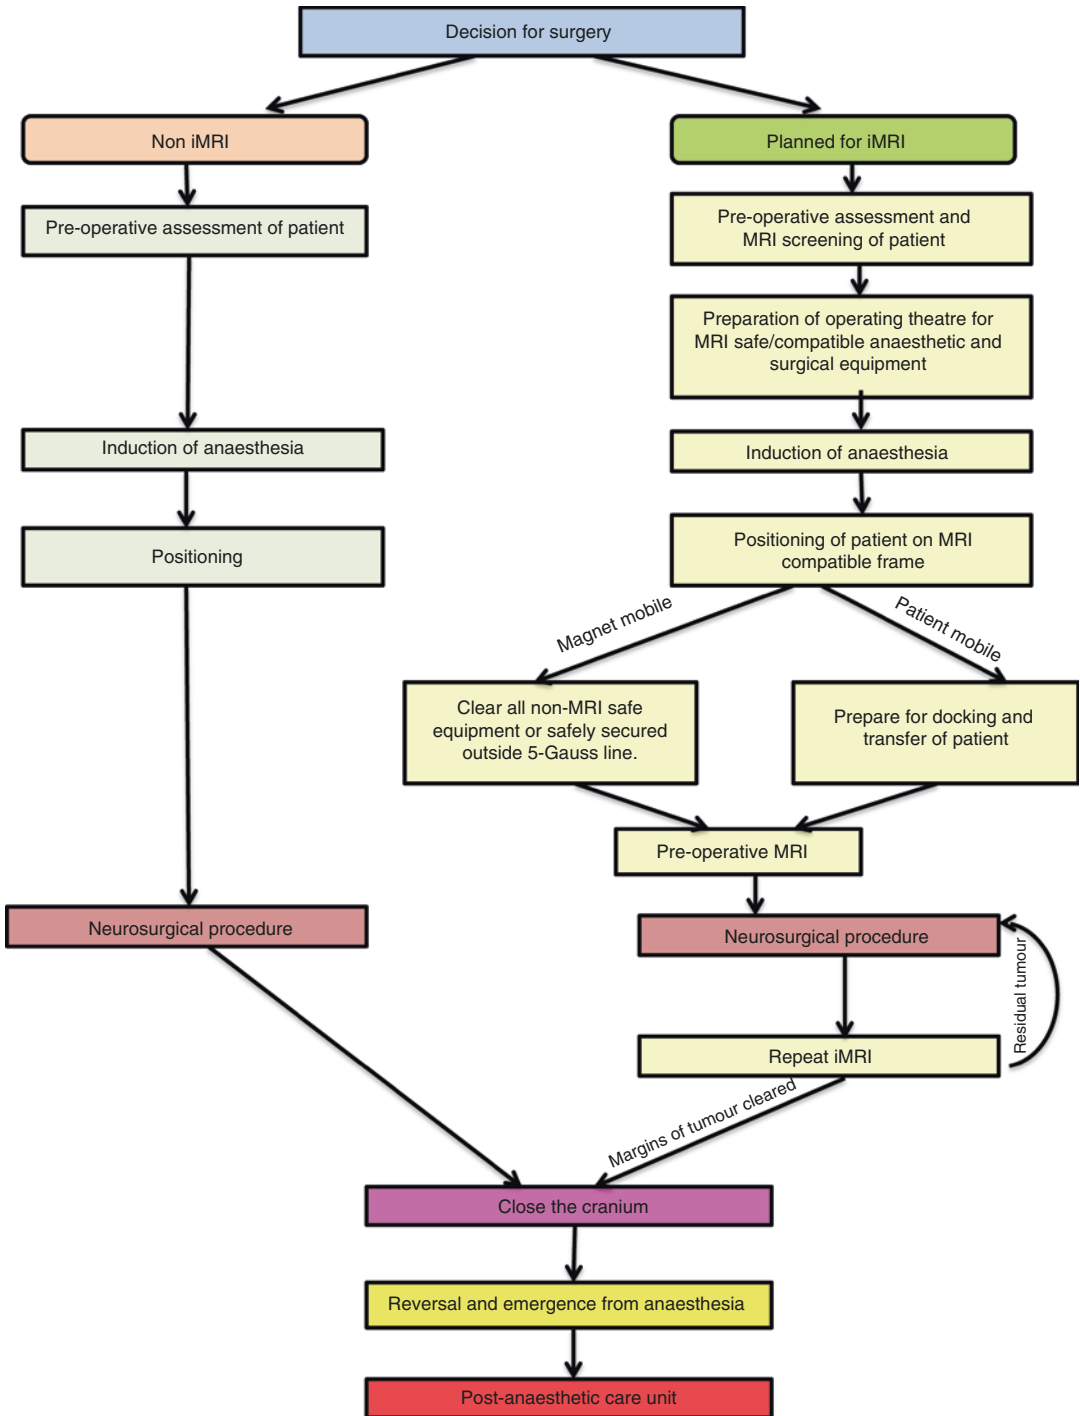 Decision for surgery
Non iMRI
Planned for iMRI
Pre-operative assessment of patient
Pre-operative assessment and
MRI screening of patient
Preparation of operating theatre for
MRI safe/compatible anaesthetic and
surgical equipment
Induction of anaesthesia
Induction of anaesthesia
Positioning
Positioning of patient on MRI
compatible frame
Magnet mobile
Patient mobile
Clear all non-MRI safe
equipment or safely secured
outside 5-Gauss line.
Prepare for docking and
transfer of patient
Pre-operative MRI
Neurosurgical procedure
Neurosurgical procedure
Residual tumour
Repeat iMRI
Margins of tumour cleared
Close the cranium
Reversal and emergence from anaesthesia
Post-anaesthetic care unit